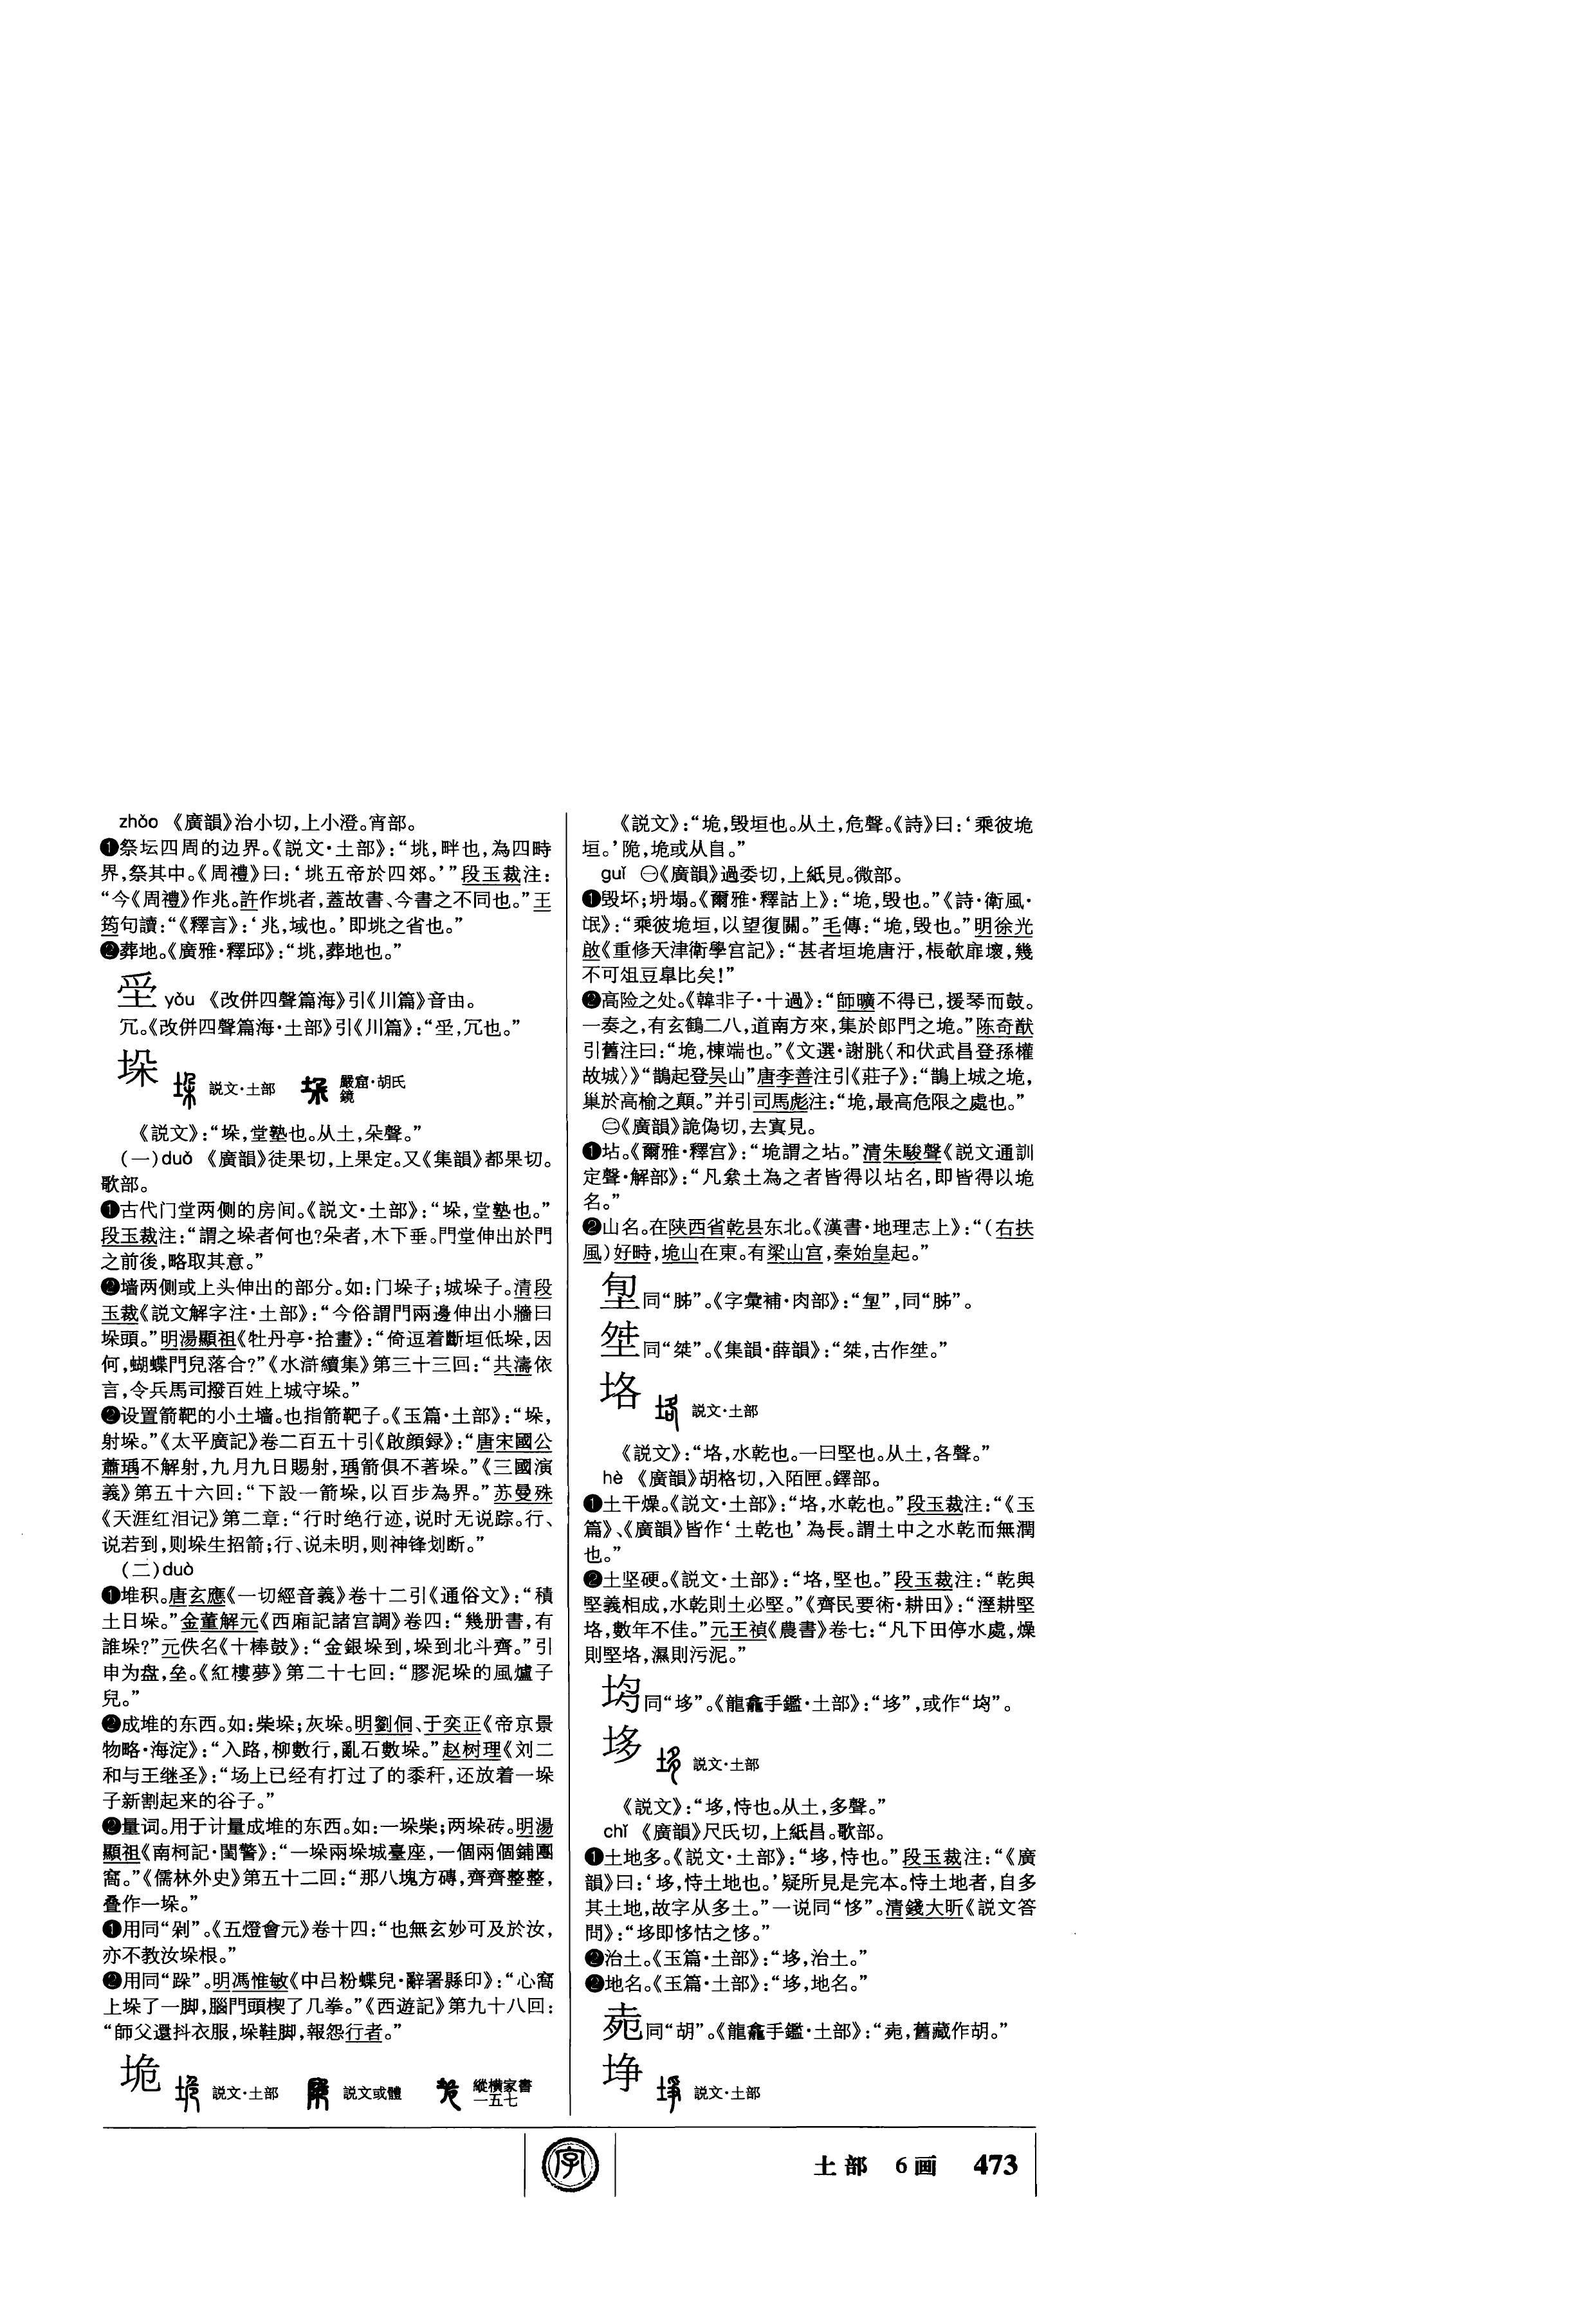 zhǒo 《廣韻》治小切,上小澄。宵部。
❶祭坛四周的边界。《説文·土部》:“垗,畔也,為四畤
界,祭其中。《周禮》曰:‘垗五帝於四郊。’”段玉裁注:
“今《周禮》作兆。許作垗者,蓋故書、今書之不同也。”王
筠句讀:“《釋言》:‘兆,域也。’即垗之省也。”
❷葬地。《廣雅·釋邱》:“垗,葬地也。”
yǒu 《改併四聲篇海》引《川篇》音由。
冗。《改併四聲篇海·土部》引《川篇》:“,冗也。”
垛 説文·土部 嚴窟·胡氏
鏡
《説文》:“垛,堂塾也。从土,朵聲。”
(一)duǒ 《廣韻》徒果切,上果定。又《集韻》都果切。
歌部。
❶古代门堂两侧的房间。《説文·土部》:“垛,堂塾也。”
段玉裁注:“謂之垛者何也?朵者,木下垂。門堂伸出於門
之前後,略取其意。”
❷墙两侧或上头伸出的部分。如:门垛子;城垛子。清段
玉裁《説文解字注·土部》:“今俗謂門兩邊伸出小牆曰
垛頭。”明湯顯祖《牡丹亭·拾畫》:“倚逗着斷垣低垛,因
何,蝴蝶門兒落合?”《水滸續集》第三十三回:“共濤依
言,令兵馬司撥百姓上城守垛。”
❷设置箭靶的小土墙。也指箭靶子。《玉篇·土部》:“垛,
射垛。”《太平廣記》卷二百五十引《啟顔録》:“唐宋國公
蕭瑀不解射,九月九日賜射,瑀箭俱不著垛。”《三國演
義》第五十六回:“下設一箭垛,以百步為界。”苏曼殊
《天涯红泪记》第二章:“行时绝行迹,说时无说踪。行、
说若到,则垛生招箭;行、说未明,则神锋划断。”
(二)duò
❶堆积。唐玄應《一切經音義》卷十二引《通俗文》:“積
土曰垛。”金董解元《西廂記諸宫調》卷四:“幾册書,有
誰垛?”元佚名《十棒鼓》:“金銀垛到,垛到北斗齊。”引
申为盘,垒。《紅樓夢》第二十七回:“膠泥垛的風爐子
兒。”
❷成堆的东西。如:柴垛;灰垛。明劉侗、于奕正《帝京景
物略·海淀》:“入路,柳數行,亂石數垛。”赵树理《刘二
和与王继圣》:“场上已经有打过了的黍秆,还放着一垛
子新割起来的谷子。”
❷量词。用于计量成堆的东西。如:一垛柴;两垛砖。明湯
顯祖《南柯記·閨警》:“一垛兩垛城臺座,一個兩個鋪團
窩。”《儒林外史》第五十二回:“那八塊方磚,齊齊整整,
叠作一垛。”
❶用同“剁”。《五燈會元》卷十四:“也無玄妙可及於汝,
亦不教汝垛根。”
❷用同“跺”。明馮惟敏《中吕粉蝶兒·辭署縣印》:“心窩
上垛了一脚,腦門頭楔了几拳。”《西遊記》第九十八回:
“師父還抖衣服,垛鞋脚,報怨行者。”
垝 説文·土部 説文或體 縱横家書
一五七
《説文》:“垝,毁垣也。从土,危聲。《詩》曰:‘乘彼垝
垣。’陒,垝或从𨸏。”
guǐ ㊀《廣韻》過委切,上紙見。微部。
❶毁坏;坍塌。《爾雅·釋詁上》:“垝,毁也。”《詩·衛風·
氓》:“乘彼垝垣,以望復關。”毛傳:“垝,毁也。”明徐光
啟《重修天津衛學宫記》:“甚者垣垝唐汙,棖欹扉壞,幾
不可俎豆臯比矣!”
❷高险之处。《韓非子·十過》:“師曠不得已,援琴而鼓。
一奏之,有玄鶴二八,道南方來,集於郎門之垝。”陈奇猷
引舊注曰:“垝,棟端也。”《文選·謝朓〈和伏武昌登孫權
故城〉》“鵲起登吴山”唐李善注引《莊子》:“鵲上城之垝,
巢於高榆之顛。”并引司馬彪注:“垝,最高危限之處也。”
㊁《廣韻》詭偽切,去寘見。
❶坫。《爾雅·釋宫》:“垝謂之坫。”清朱駿聲《説文通訓
定聲·解部》:“凡絫土為之者皆得以坫名,即皆得以垝
名。”
❷山名。在陕西省乾县东北。《漢書·地理志上》:“(右扶
風)好畤,垝山在東。有梁山宫,秦始皇起。”
同“胏”。《字彙補·肉部》:“”,同“胏”。
同“桀”。《集韻·薛韻》:“桀,古作。”
垎 説文·土部
《説文》:“垎,水乾也。一曰堅也。从土,各聲。”
hè 《廣韻》胡格切,入陌匣。鐸部。
❶土干燥。《説文·土部》:“垎,水乾也。”段玉裁注:“《玉
篇》、《廣韻》皆作‘土乾也’為長。謂土中之水乾而無潤
也。”
❷土坚硬。《説文·土部》:“垎,堅也。”段玉裁注:“乾與
堅義相成,水乾則土必堅。”《齊民要術·耕田》:“溼耕堅
垎,數年不佳。”元王禎《農書》卷七:“凡下田停水處,燥
則堅垎,濕則污泥。”
同“垑”。《龍龕手鑑·土部》:“垑”,或作“”。
垑 説文·土部
《説文》:“垑,恃也。从土,多聲。”
chǐ 《廣韻》尺氏切,上紙昌。歌部。
❶土地多。《説文·土部》:“垑,恃也。”段玉裁注:“《廣
韻》曰:‘垑,恃土地也。’疑所見是完本。恃土地者,自多
其土地,故字从多土。”一说同“恀”。清錢大昕《説文答
問》:“垑即恀怙之恀。”
❷治土。《玉篇·土部》:“垑,治土。”
❷地名。《玉篇·土部》:“垑,地名。”
同“胡”。《龍龕手鑑·土部》:“,舊藏作胡。”
埩 説文·土部
字
土部 6画 473